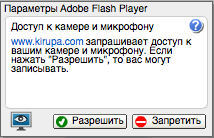 Параметры Adobe Flash Player
Доступ к камере и микрофону
www.kirupa.com запрашивает доступ к
вашим камере и микрофону. Если
нажать "Разрешить", то вас могут
записывать.
Разрешить Запретить